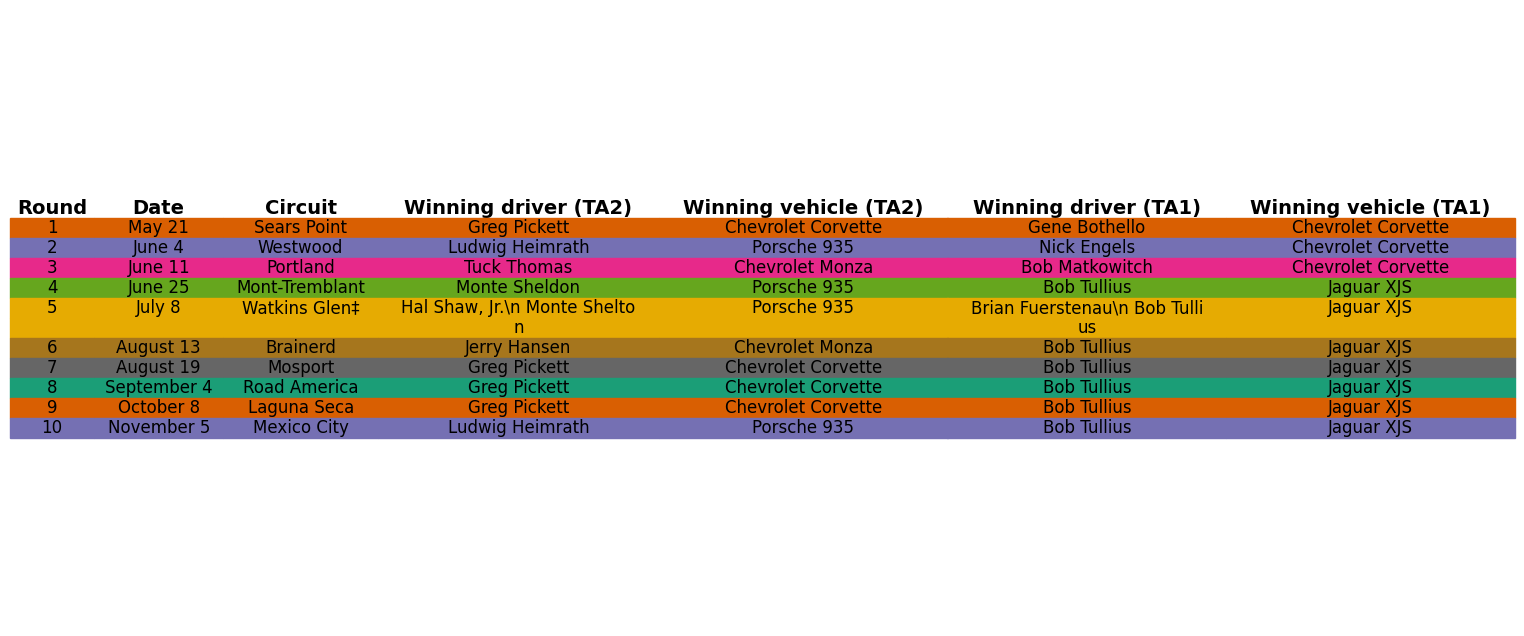 Round Date Circuit Winning driver (TA2) Winning vehicle (TA2) Winning driver (TA1) Winning vehicle (TA1)
1 May 21 Sears Point Greg Pickett Chevrolet Corvette Gene Bothello Chevrolet Corvette
2 June 4 Westwood Ludwig Heimrath Porsche 935 Nick Engels Chevrolet Corvette
3 June 11 Portland Tuck Thomas Chevrolet Monza Bob Matkowitch Chevrolet Corvette
4 June 25 Mont-Tremblant Monte Sheldon Porsche 935 Bob Tullius Jaguar XJS
5 July 8 Watkins Glen‡ Hal Shaw, Jr.\n Monte Shelto Porsche 935 Brian Fuerstenau\n Bob Tulli Jaguar XJS
n us
6 August 13 Brainerd Jerry Hansen Chevrolet Monza Bob Tullius Jaguar XJS
7 August 19 Mosport Greg Pickett Chevrolet Corvette Bob Tullius Jaguar XJS
8 September 4 Road America Greg Pickett Chevrolet Corvette Bob Tullius Jaguar XJS
9 October 8 Laguna Seca Greg Pickett Chevrolet Corvette Bob Tullius Jaguar XJS
10 November 5 Mexico City Ludwig Heimrath Porsche 935 Bob Tullius Jaguar XJS